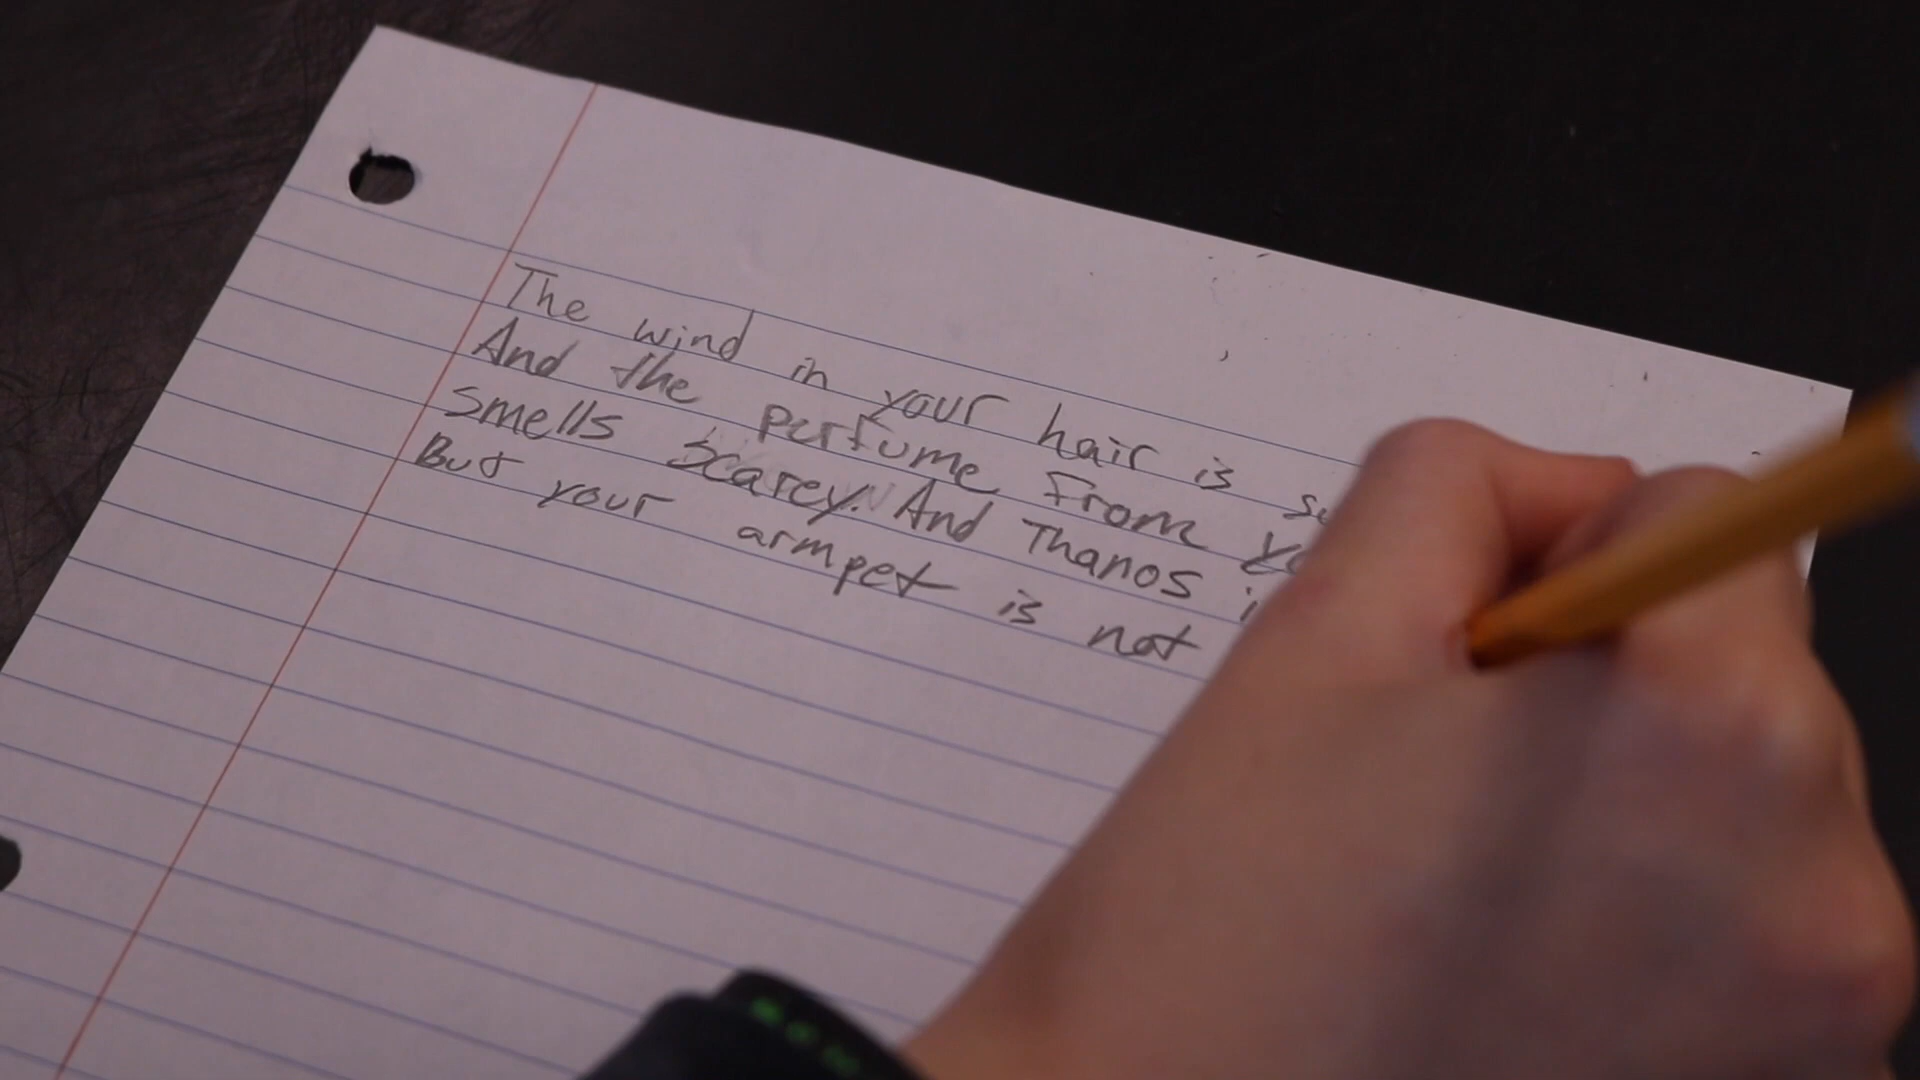 The wind in your hair is
And the perfume From
smells scarey. And Thanos
But your armpet is not